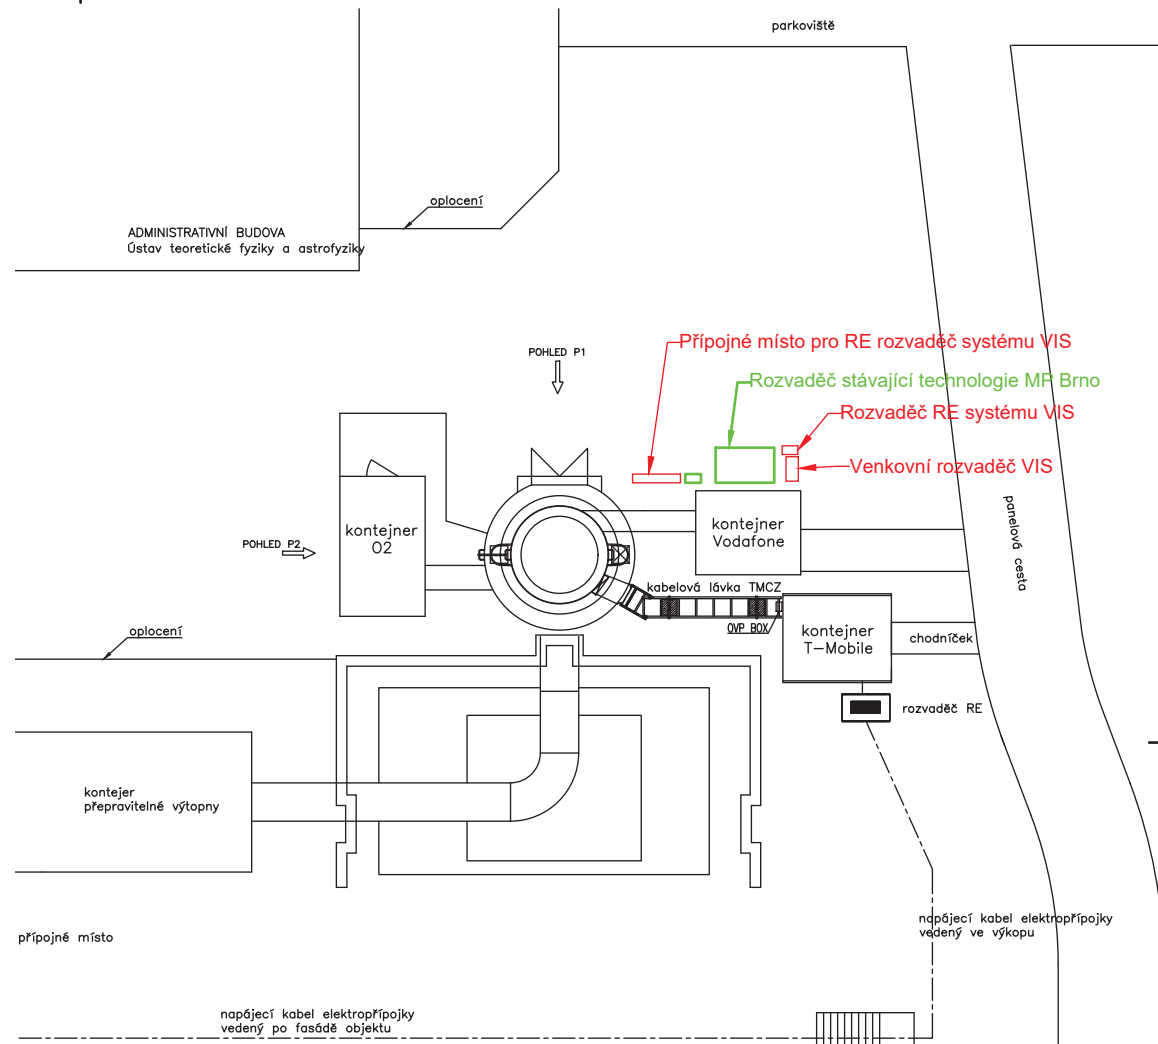 parkoviště
oplocení
ADMINISTRATIVNÍ BUDOVA
Ústav teoretické fyziky a astrofyziky
Přípojné místo pro RE rozvaděč systému VIS
POHLED P1
Rozvaděč stávající technologie MP Brno
Rozvaděč RE systému VIS
Venkovní rozvaděč VIS
panelová cesta
kontejner
O2
kontejner
Vodafone
POHLED P2
kabelová lávka TMCZ
OVP BOX
oplocení
kontejner
T-Mobile
chodníček
rozvaděč RE
kontejer
přepravitelné výtopny
napájecí kabel elektropřípojky
vedený ve výkopu
přípojné místo
napájecí kabel elektropřípojky
vedený po fasádě objektu